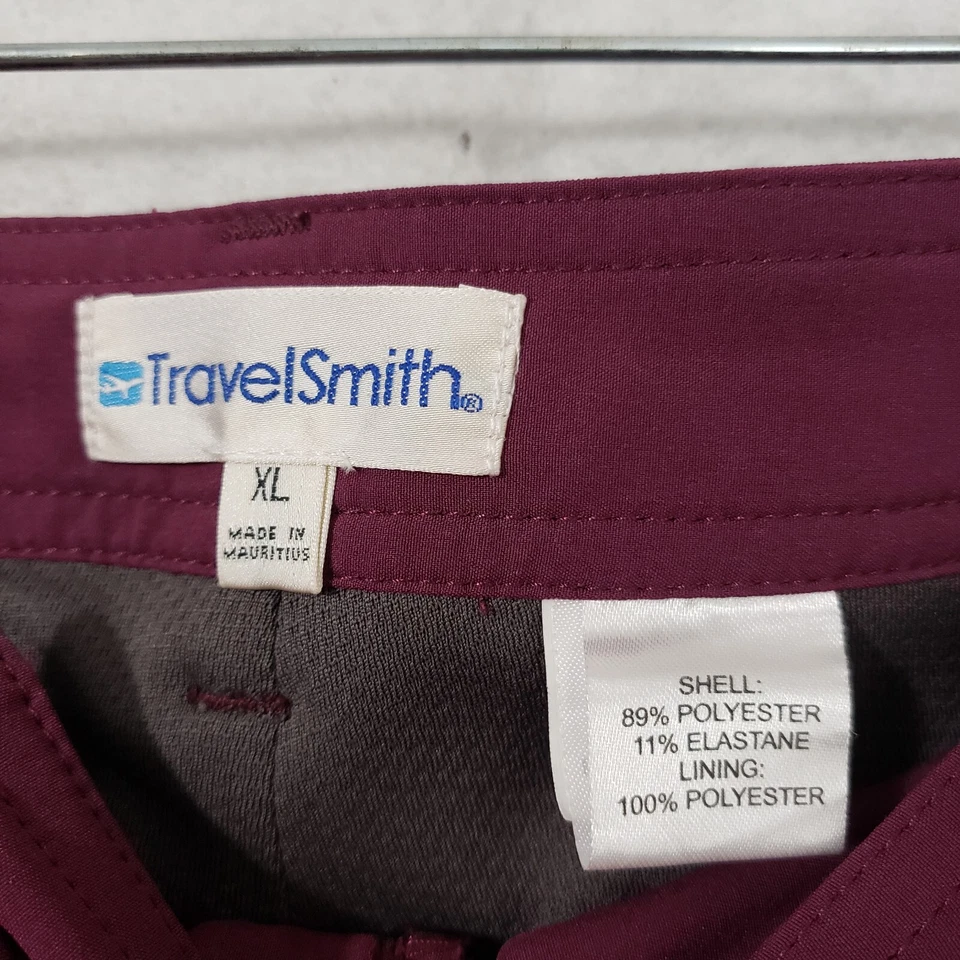 TravelSmith®
XL
MADE IN
MAURITIUS
SHELL:
89% POLYESTER
11% ELASTANE
LINING:
100% POLYESTER